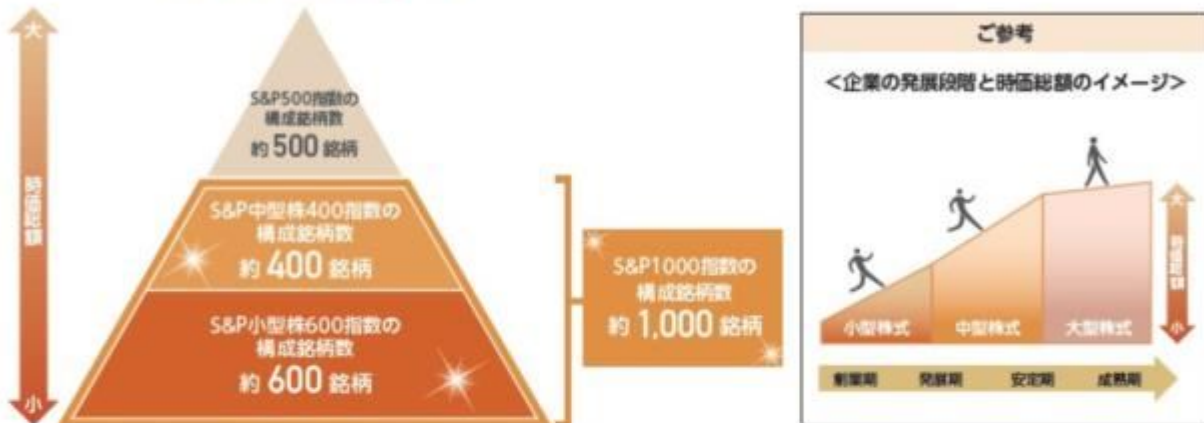 大
時価総額
小
S&P500指数の
構成銘柄数
約500銘柄
S&P中型株400指数の
構成銘柄数
約400銘柄
S&P小型株600指数の
構成銘柄数
約600銘柄
S&P1000指数の
構成銘柄数
約1,000銘柄
ご参考
<企業の発展段階と時価総額のイメージ>
大
時価総額
小
小型株式
中型株式
大型株式
創業期
発展期
安定期
成熟期